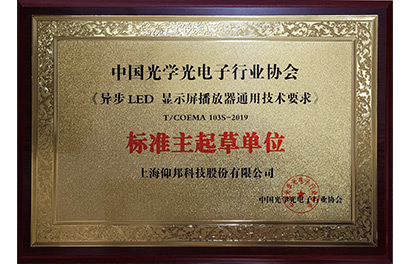 中国光学光电子行业协会
《异步LED 显示屏播放器通用技术要求》
T/COEMA 103S-2019
标准主起草单位
上海仰邦科技股份有限公司
中国光学光电子行业协会